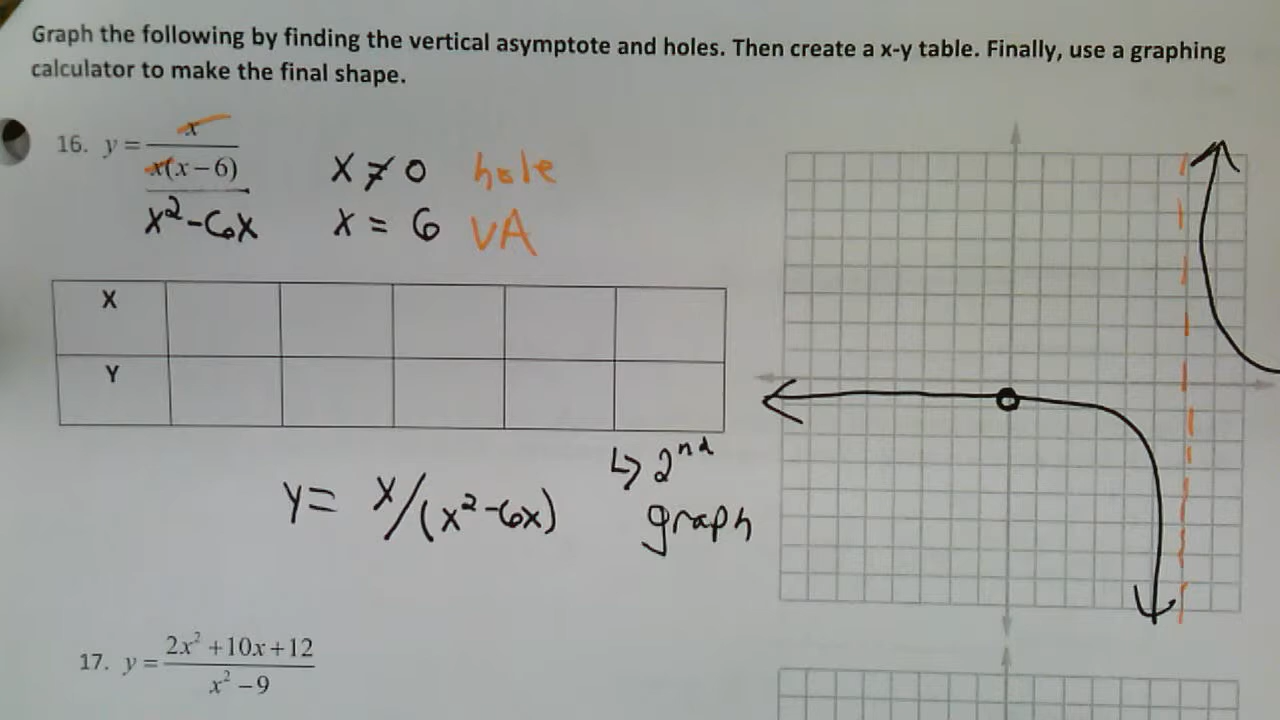 Graph the following by finding the vertical asymptote and holes. Then create a x-y table. Finally, use a graphing
calculator to make the final shape.
16. y = x / x(x − 6)
x² - 6x
x ≠ 0 hole
x = 6 VA
X
Y
↳ 2nd
graph
y = x/(x² - 6x)
17. y = 2x² + 10x + 12 / x² − 9